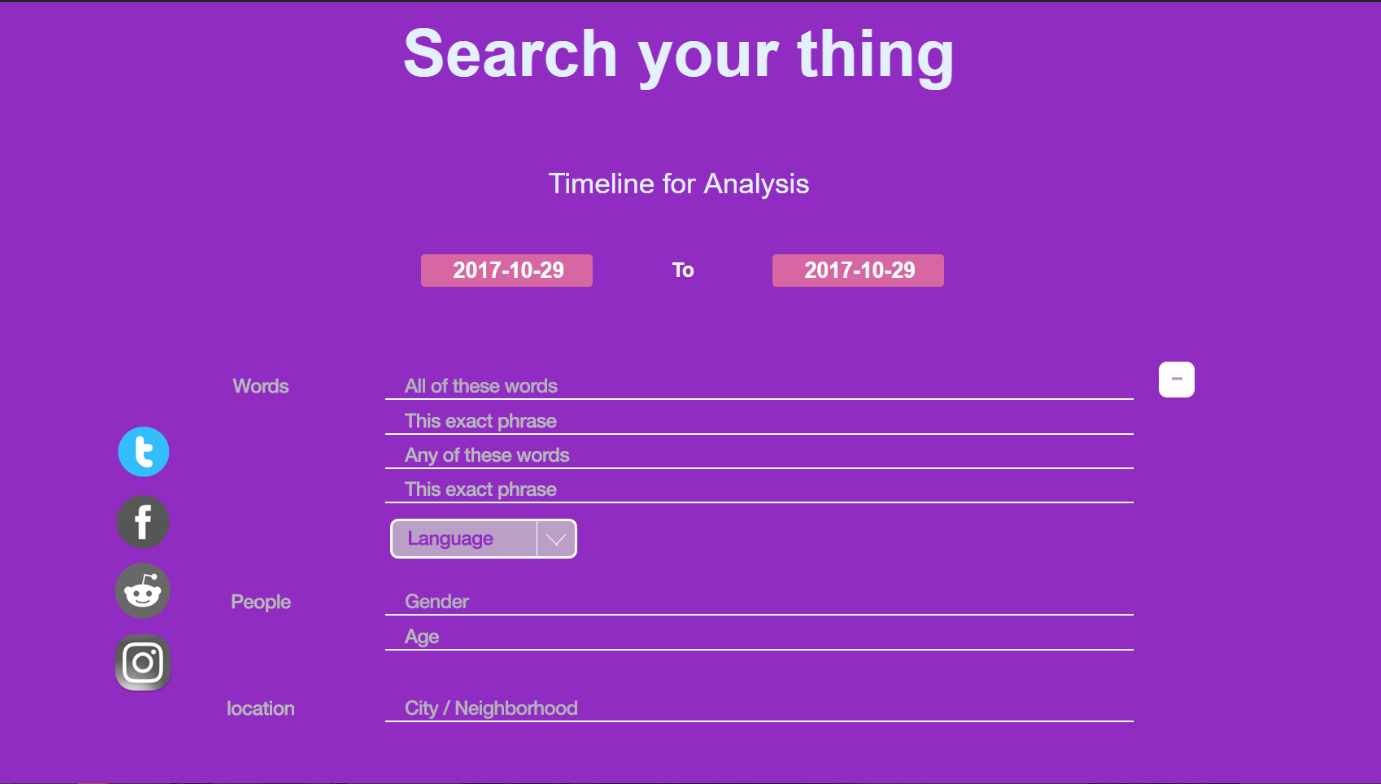 Search your thing
Timeline for Analysis
2017-10-29 To 2017-10-29
Words
All of these words
This exact phrase
Any of these words
This exact phrase
Language
People
Gender
Age
location
City / Neighborhood